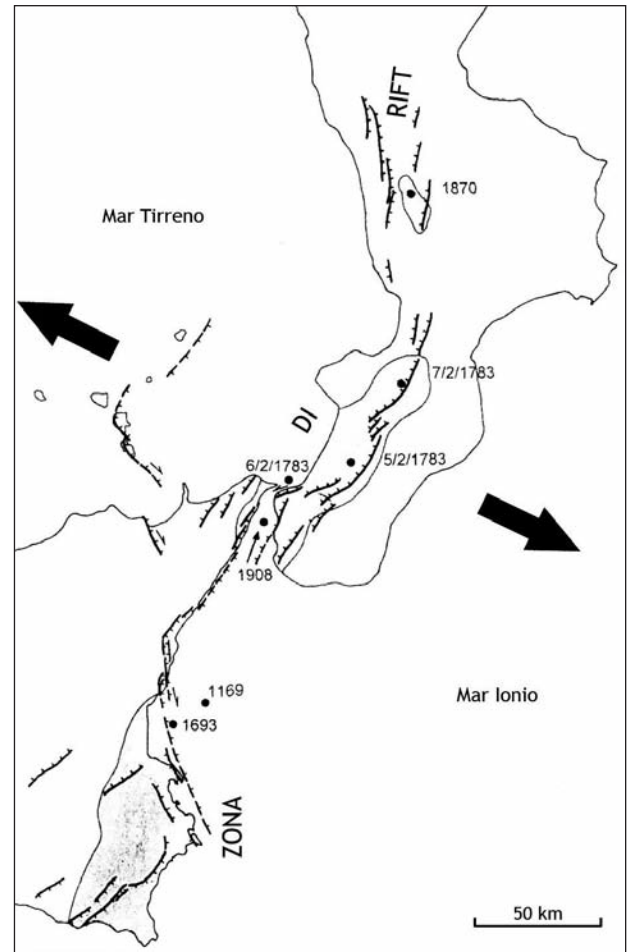 RIFT
1870
Mar Tirreno
7/2/1783
DI
6/2/1783
5/2/1783
1908
1169
Mar Ionio
1693
ZONA
50 km